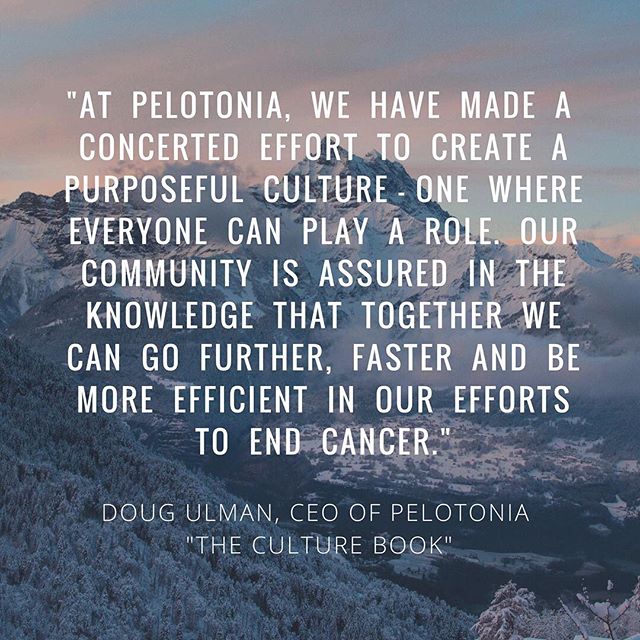 "AT PELOTONIA, WE HAVE MADE A
CONCERTED EFFORT TO CREATE A
PURPOSEFUL CULTURE - ONE WHERE
EVERYONE CAN PLAY A ROLE. OUR
COMMUNITY IS ASSURED IN THE
KNOWLEDGE THAT TOGETHER WE
CAN GO FURTHER, FASTER AND BE
MORE EFFICIENT IN OUR EFFORTS
TO END CANCER."
DOUG ULMAN, CEO OF PELOTONIA
"THE CULTURE BOOK"